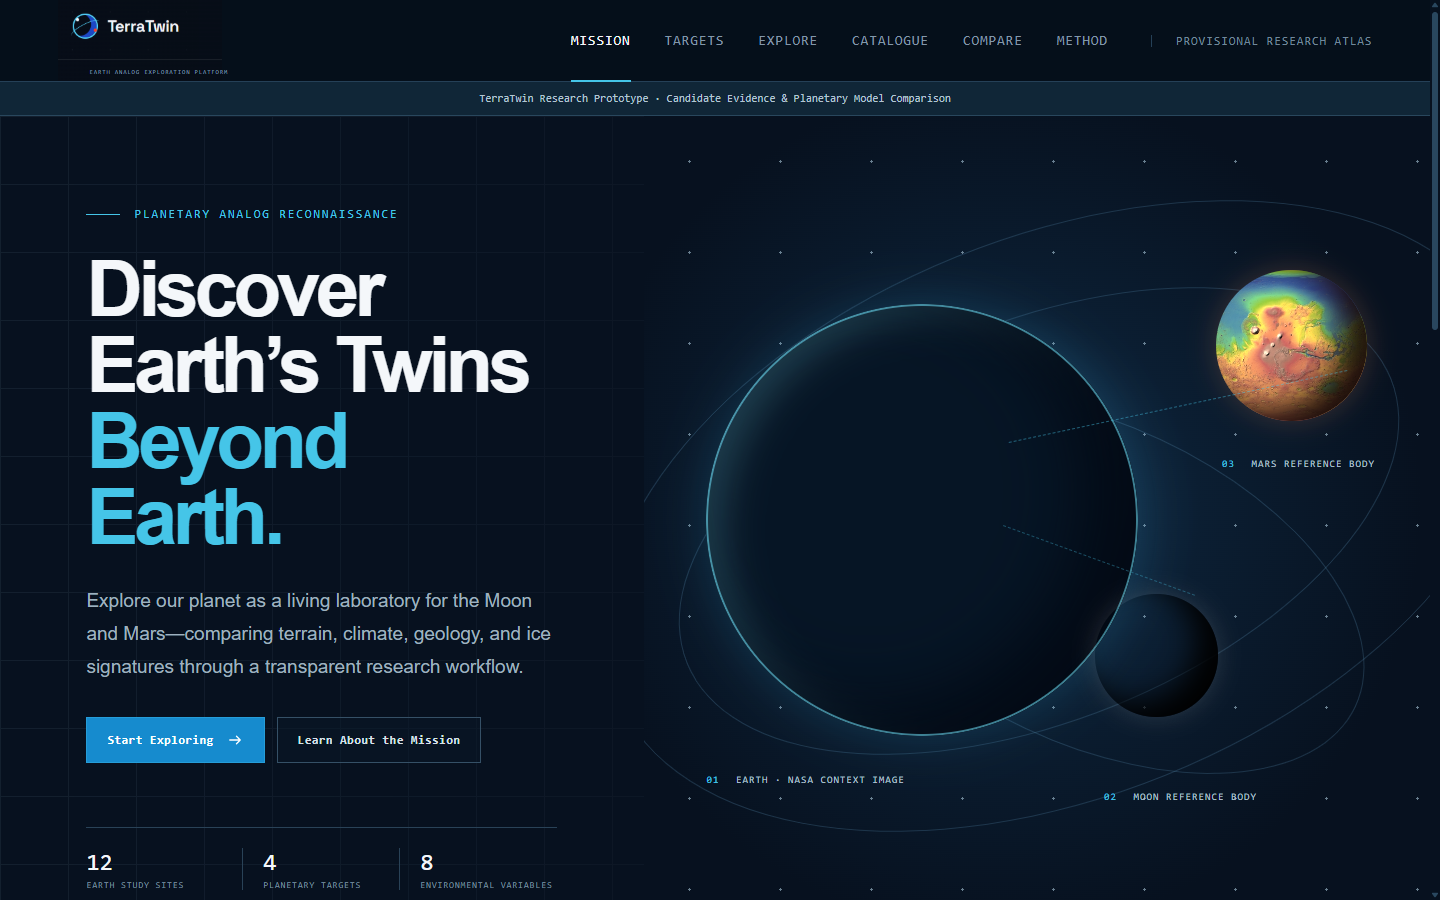 TerraTwin
EARTH ANALOG EXPLORATION PLATFORM
MISSION TARGETS EXPLORE CATALOGUE COMPARE METHOD PROVISIONAL RESEARCH ATLAS
TerraTwin Research Prototype · Candidate Evidence & Planetary Model Comparison
PLANETARY ANALOG RECONNAISSANCE
Discover
Earth’s Twins
Beyond
Earth.
Explore our planet as a living laboratory for the Moon
and Mars—comparing terrain, climate, geology, and ice
signatures through a transparent research workflow.
Start Exploring → Learn About the Mission
12 4 8
EARTH STUDY SITES PLANETARY TARGETS ENVIRONMENTAL VARIABLES
03 MARS REFERENCE BODY
01 EARTH · NASA CONTEXT IMAGE
02 MOON REFERENCE BODY